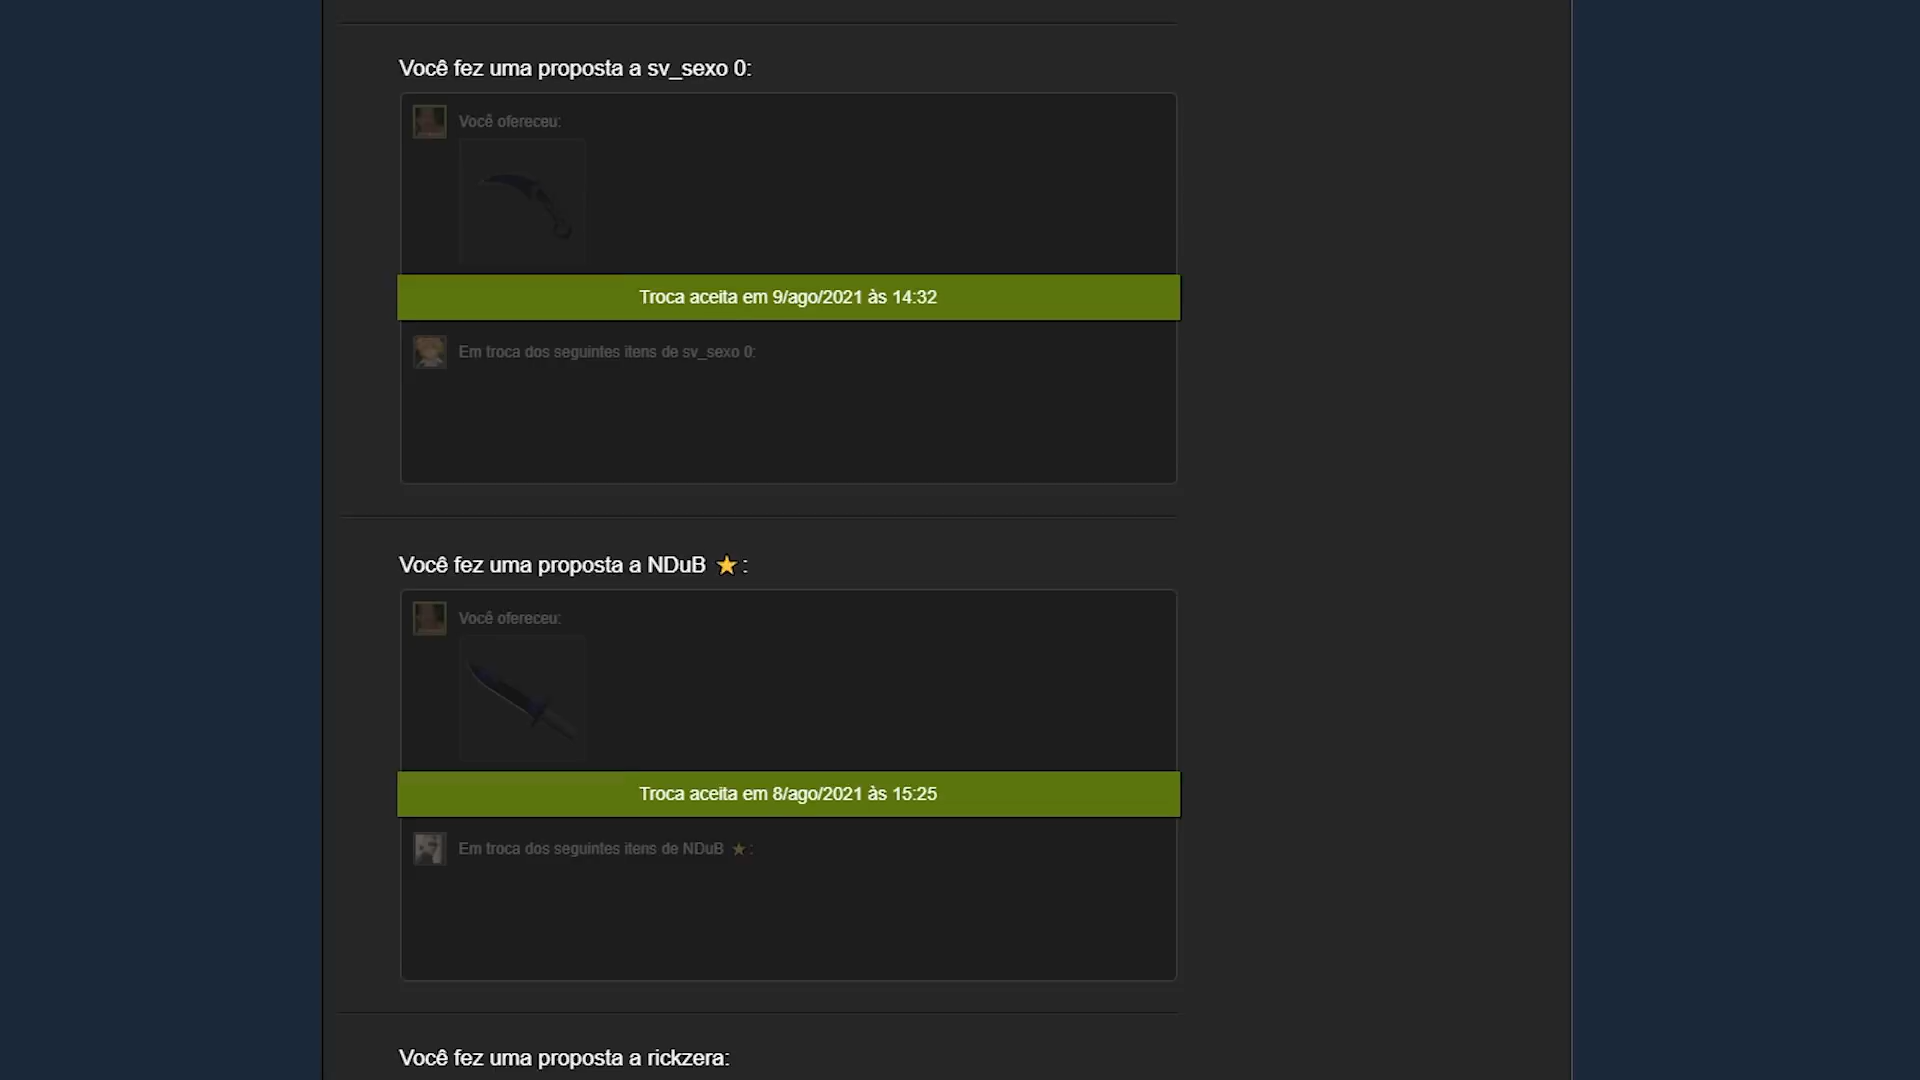 Você fez uma proposta a sv_sexo 0:
Você ofereceu:
Troca aceita em 9/ago/2021 às 14:32
Em troca dos seguintes itens de sv_sexo 0:
Você fez uma proposta a NDuB ⭐:
Você ofereceu:
Troca aceita em 8/ago/2021 às 15:25
Em troca dos seguintes itens de NDuB ⭐:
Você fez uma proposta a rickzera: